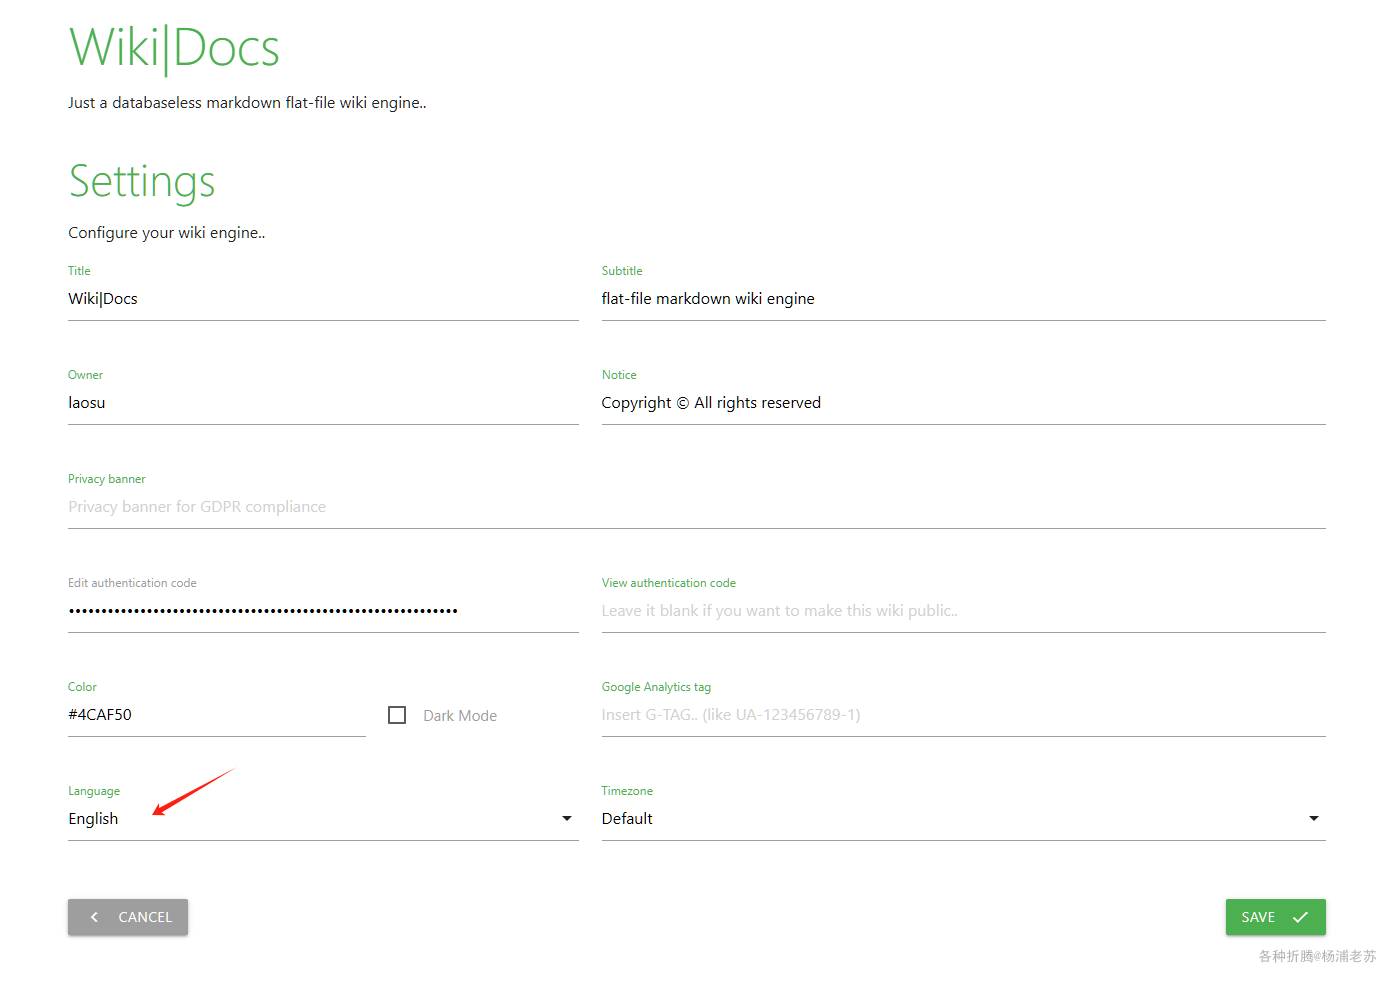 Wiki|Docs
Just a databaseless markdown flat-file wiki engine..
Settings
Configure your wiki engine..
Title
Subtitle
Wiki|Docs
flat-file markdown wiki engine
Owner
Notice
laosu
Copyright © All rights reserved
Privacy banner
Privacy banner for GDPR compliance
Edit authentication code
View authentication code
••••••••••••••••••••••••••••••••••••••••••••••••••••••••••••
Leave it blank if you want to make this wiki public..
Color
Google Analytics tag
#4CAF50
Dark Mode
Insert G-TAG.. (like UA-123456789-1)
Language
Timezone
English
Default
CANCEL
SAVE
各种折腾@杨浦老苏